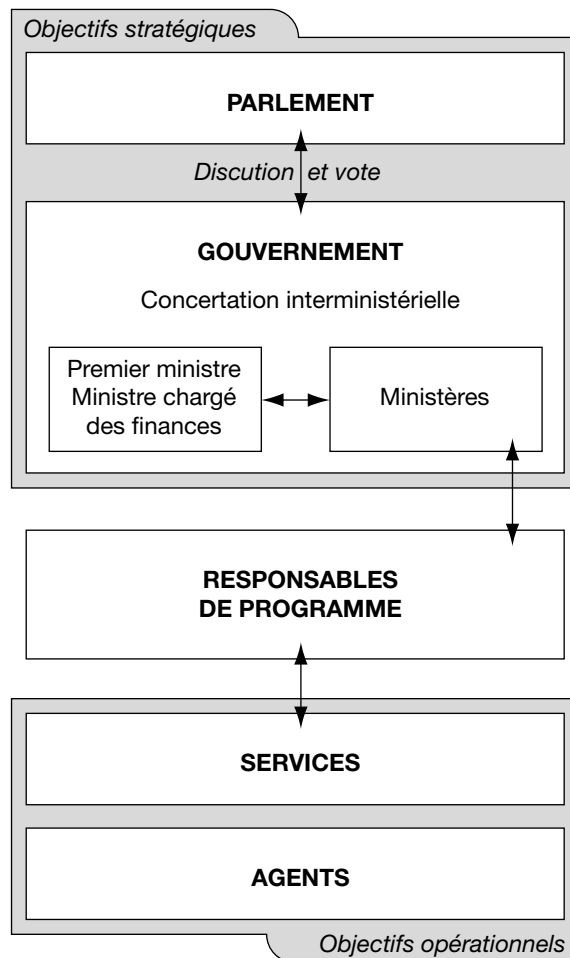 Objectifs stratégiques
PARLEMENT
Discution et vote
GOUVERNEMENT
Concertation interministérielle
Premier ministre
Ministre chargé
des finances
Ministères
RESPONSABLES
DE PROGRAMME
SERVICES
AGENTS
Objectifs opérationnels